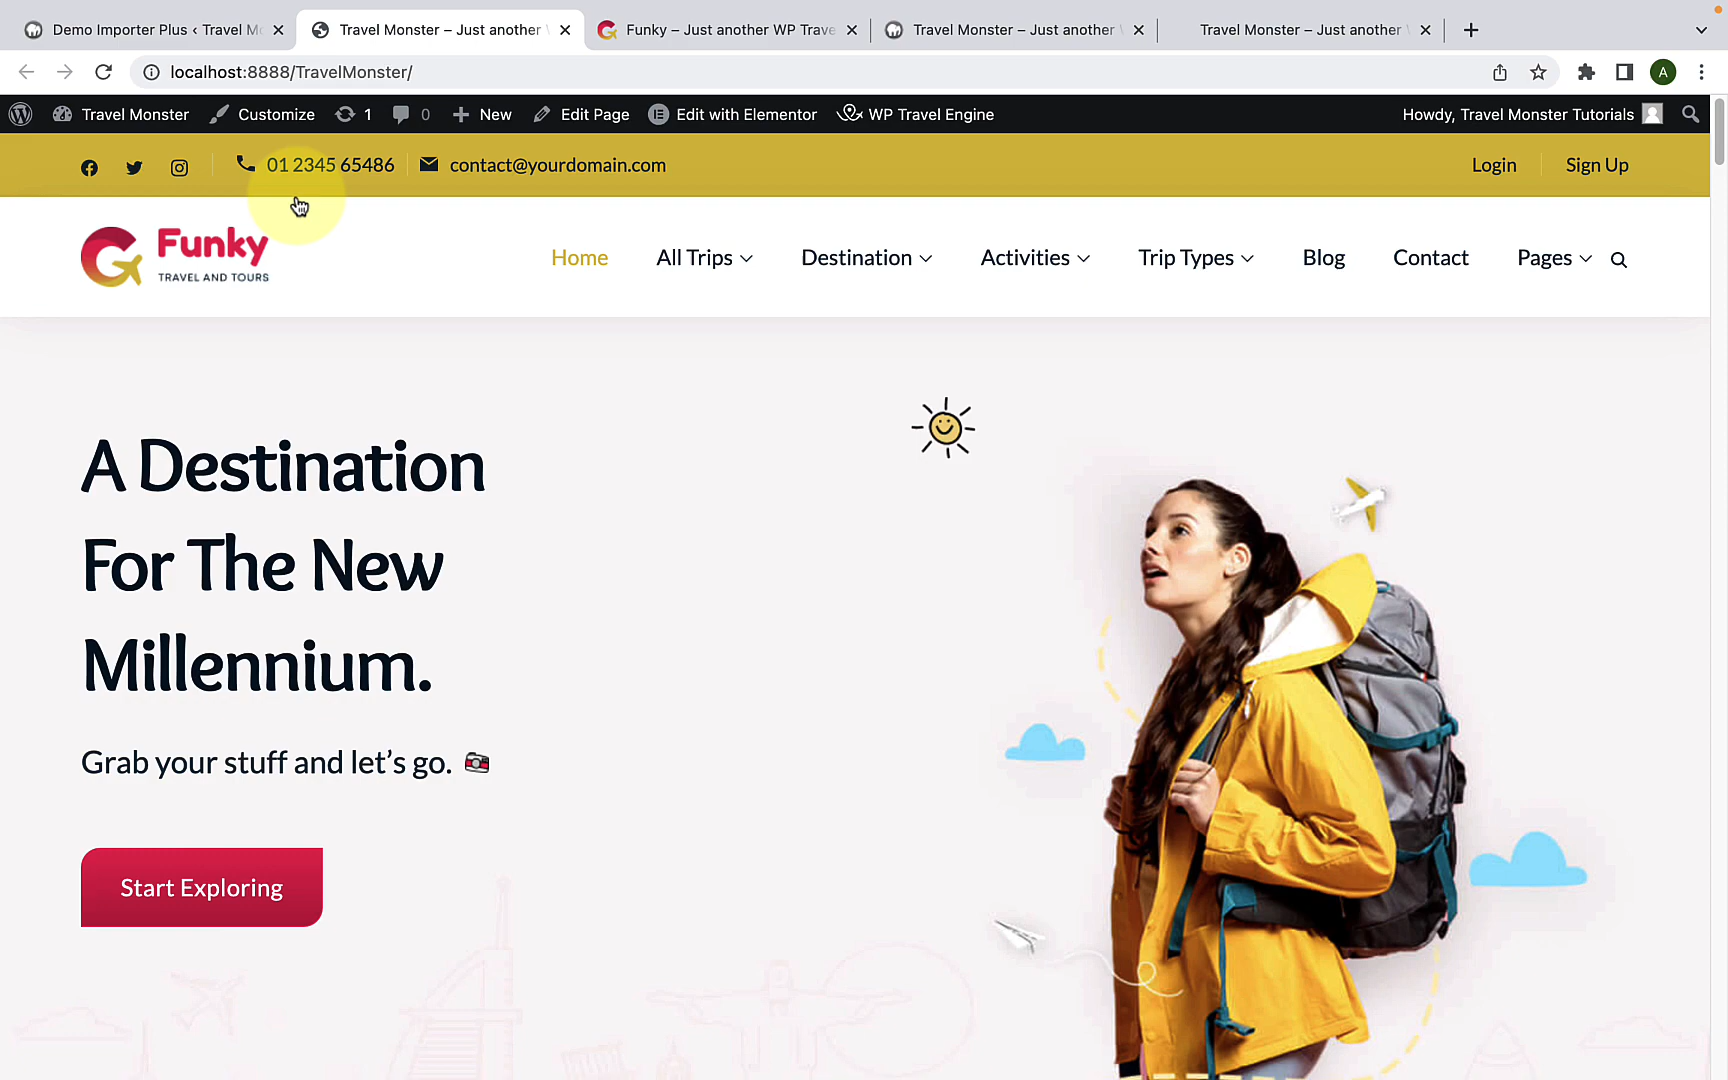 Demo Importer Plus ‹ Travel Mo
Travel Monster – Just another W
Funky – Just another WP Trave
Travel Monster – Just another W
Travel Monster – Just another W
localhost:8888/TravelMonster/
A
Travel Monster
Customize
1
0
New
Edit Page
Edit with Elementor
WP Travel Engine
Howdy, Travel Monster Tutorials
01 2345 65486
contact@yourdomain.com
Login
Sign Up
Funky
TRAVEL AND TOURS
Home
All Trips
Destination
Activities
Trip Types
Blog
Contact
Pages
A Destination
For The New
Millennium.
Grab your stuff and let’s go.
Start Exploring